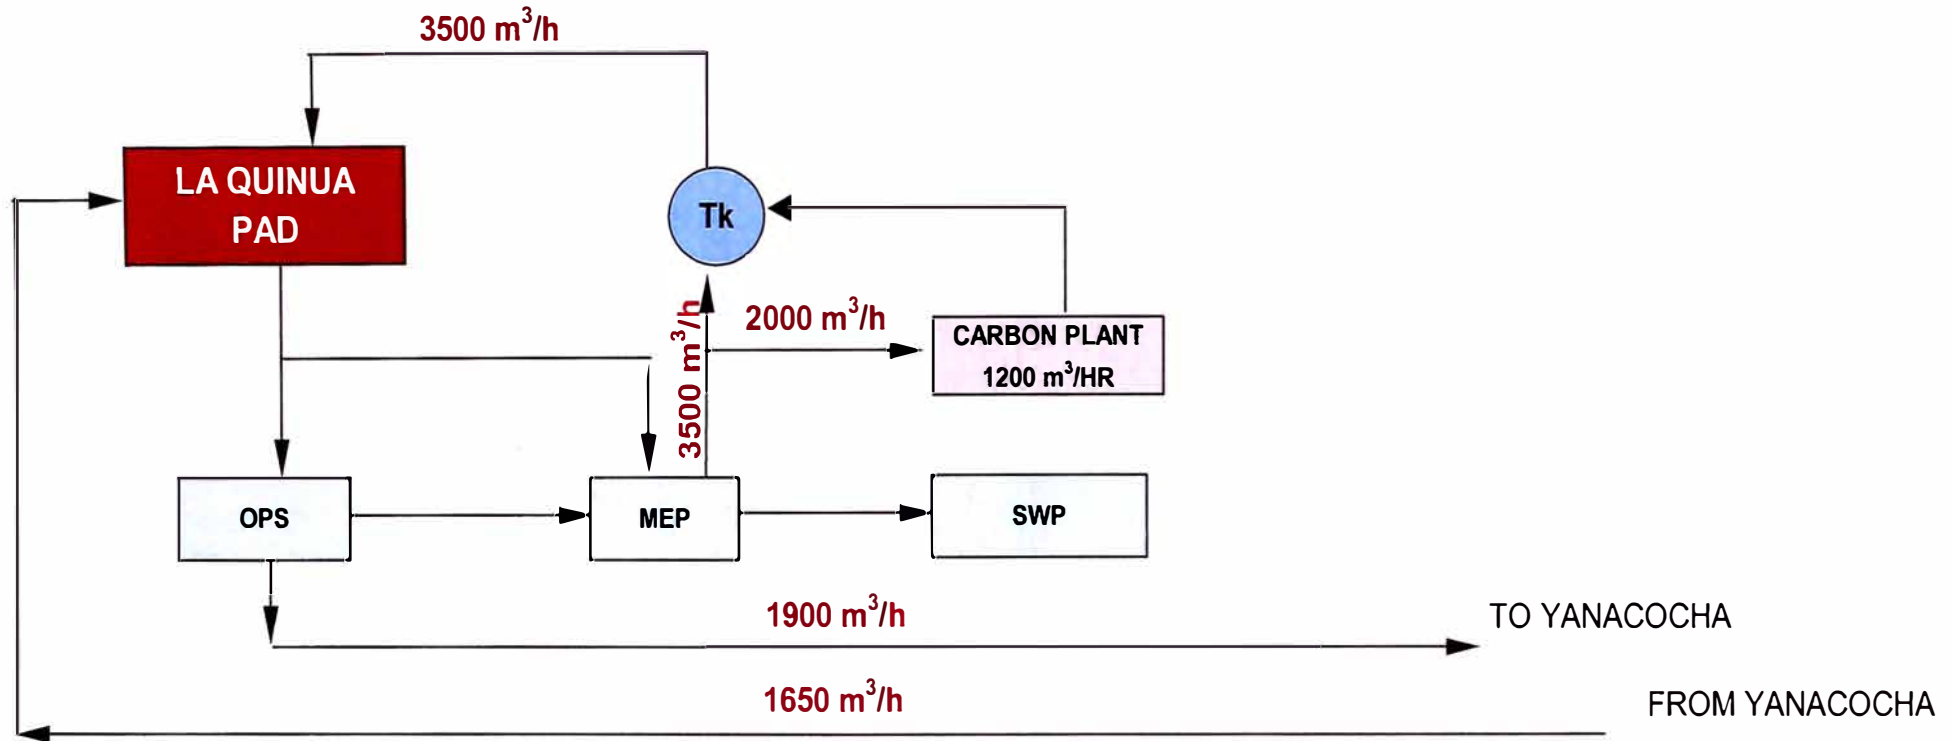 3500 m³/h
LA QUINUA
PAD
Tk
3500 m³/h
2000 m³/h
CARBON PLANT
1200 m³/HR
OPS
MEP
SWP
1900 m³/h
TO YANACOCHA
1650 m³/h
FROM YANACOCHA